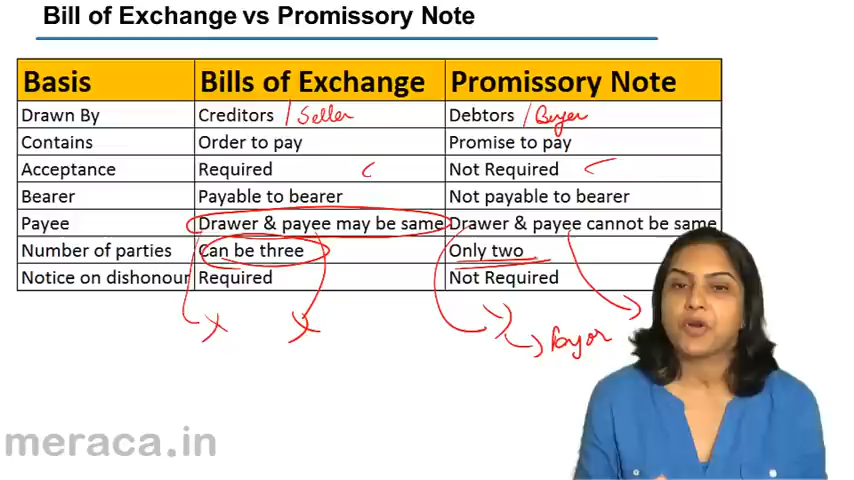 Bill of Exchange vs Promissory Note
Basis Bills of Exchange Promissory Note
Drawn By Creditors /Seller Debtors /Buyer
Contains Order to pay Promise to pay
Acceptance Required Not Required
Bearer Payable to bearer Not payable to bearer
Payee Drawer & payee may be same Drawer & payee cannot be same
Number of parties Can be three Only two
Notice on dishonour Required Not Required
Payor
meraca.in